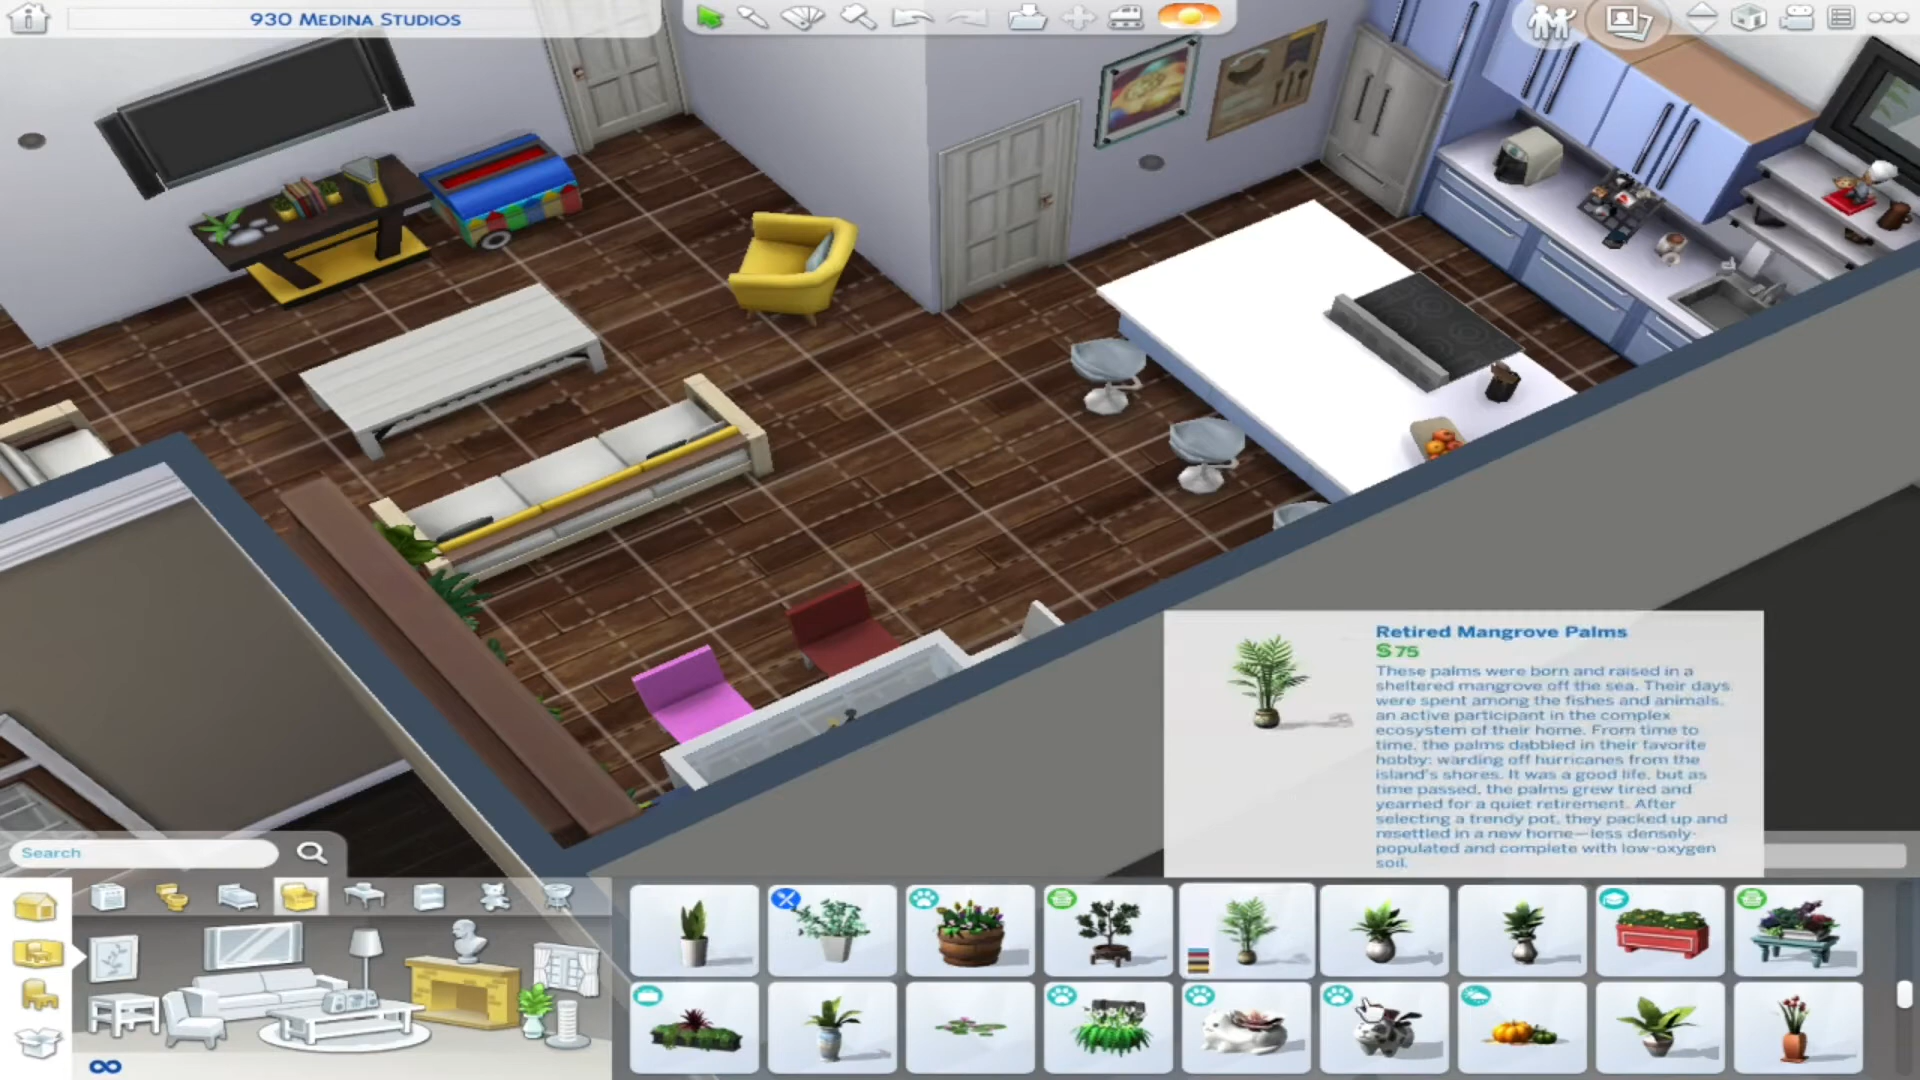 930 Medina Studios
Retired Mangrove Palms
§75
These palms were born and raised in a
sheltered mangrove off the sea. Their days
were spent among the fishes and animals,
an active participant in the complex
ecosystem of their home. From time to
time, the palms dabbled in their favorite
hobby: warding off hurricanes from the
island's shores. It was a good life, but as
time passed, the palms grew tired and
yearned for a quiet retirement. After
selecting a trendy pot, they packed up and
resettled in a new home—less densely-
populated and complete with low-oxygen
soil.
Search